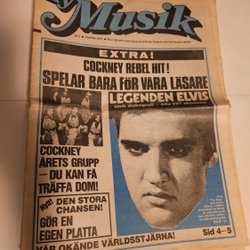 Musik
EXTRA!
COCKNEY REBEL HIT!
SPELAR BARA FÖR VÅRA LÄSARE
LEGENDEN ELVIS
COCKNEY
ÅRETS GRUPP
– DU KAN FÅ
TRÄFFA DOM!
Nytt!
DEN STORA
CHANSEN!
GÖR EN
EGEN PLATTA
Sid 4–5
VÅR OKÄNDE VÄRLDSSTJÄRNA!